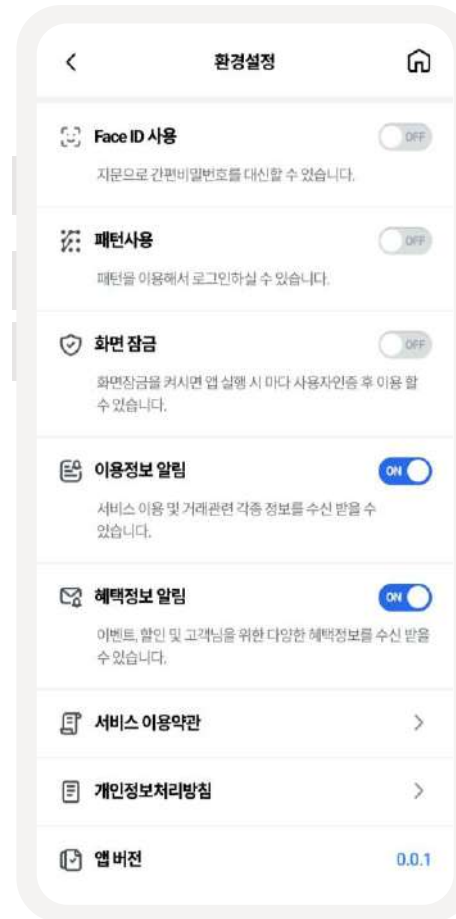 환경설정
Face ID 사용
OFF
지문으로 간편비밀번호를 대신할 수 있습니다.
패턴사용
OFF
패턴을 이용해서 로그인하실 수 있습니다.
화면 잠금
OFF
화면잠금을 켜시면 앱 실행 시 마다 사용자인증 후 이용 할
수 있습니다.
이용정보 알림
ON
서비스 이용 및 거래관련 각종 정보를 수신 받을 수
있습니다.
혜택정보 알림
ON
이벤트, 할인 및 고객님을 위한 다양한 혜택정보를 수신 받을
수 있습니다.
서비스 이용약관
개인정보처리방침
앱 버전
0.0.1